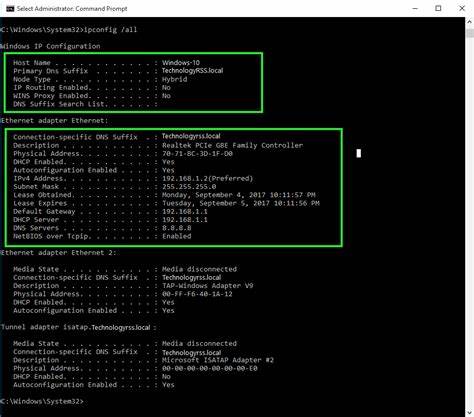 Select Administrator: Command Prompt
C:\Windows\System32>ipconfig /all
Windows IP Configuration
Host Name . . . . . . . . . . . . : Windows-10
Primary Dns Suffix . . . . . . . : TechnologyRSS.local
Node Type . . . . . . . . . . . . : Hybrid
IP Routing Enabled. . . . . . . . : No
WINS Proxy Enabled. . . . . . . . : No
DNS Suffix Search List. . . . . . :
Ethernet adapter Ethernet:
Connection-specific DNS Suffix . : Technologyrss.local
Description . . . . . . . . . . . : Realtek PCIe GBE Family Controller
Physical Address. . . . . . . . . : 70-71-BC-3D-1F-D0
DHCP Enabled. . . . . . . . . . . : Yes
Autoconfiguration Enabled . . . . : Yes
IPv4 Address. . . . . . . . . . . : 192.168.1.2(Preferred)
Subnet Mask . . . . . . . . . . . : 255.255.255.0
Lease Obtained. . . . . . . . . . : Monday, September 4, 2017 10:11:57 PM
Lease Expires . . . . . . . . . . : Tuesday, September 5, 2017 10:11:56 PM
Default Gateway . . . . . . . . . : 192.168.1.1
DHCP Server . . . . . . . . . . . : 192.168.1.1
DNS Servers . . . . . . . . . . . : 8.8.8.8
NetBIOS over Tcpip. . . . . . . . : Enabled
Ethernet adapter Ethernet 2:
Media State . . . . . . . . . . . : Media disconnected
Connection-specific DNS Suffix . : Technologyrss.local
Description . . . . . . . . . . . : TAP-Windows Adapter V9
Physical Address. . . . . . . . . : 00-FF-F6-40-1A-12
DHCP Enabled. . . . . . . . . . . : Yes
Autoconfiguration Enabled . . . . : Yes
Tunnel adapter isatap.Technologyrss.local :
Media State . . . . . . . . . . . : Media disconnected
Connection-specific DNS Suffix . : Technologyrss.local
Description . . . . . . . . . . . : Microsoft ISATAP Adapter #2
Physical Address. . . . . . . . . : 00-00-00-00-00-00-00-E0
DHCP Enabled. . . . . . . . . . . : No
Autoconfiguration Enabled . . . . : Yes
C:\Windows\System32>